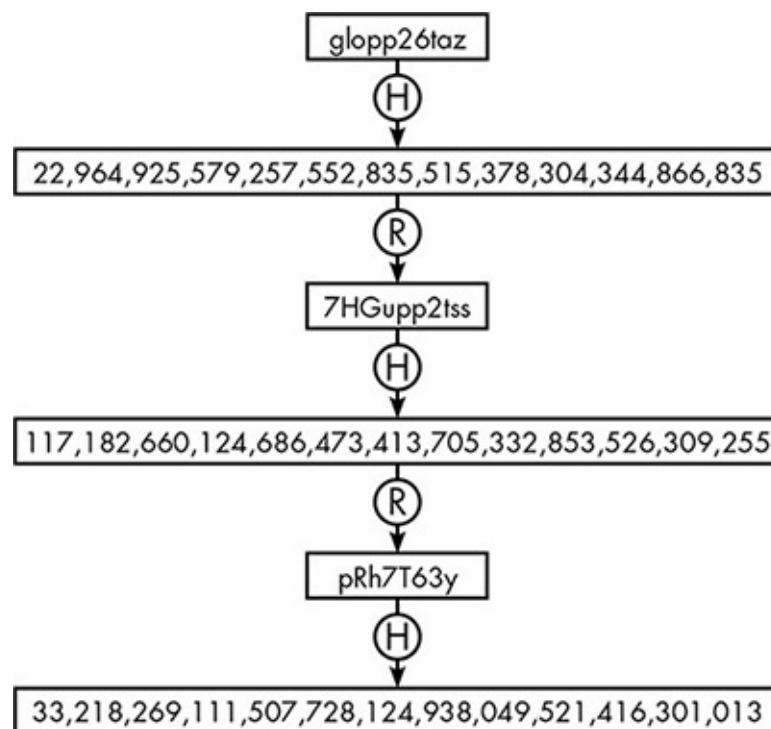 glopp26taz
H
22,964,925,579,257,552,835,515,378,304,344,866,835
R
7HGupp2tss
H
117,182,660,124,686,473,413,705,332,853,526,309,255
R
pRh7T63y
H
33,218,269,111,507,728,124,938,049,521,416,301,013